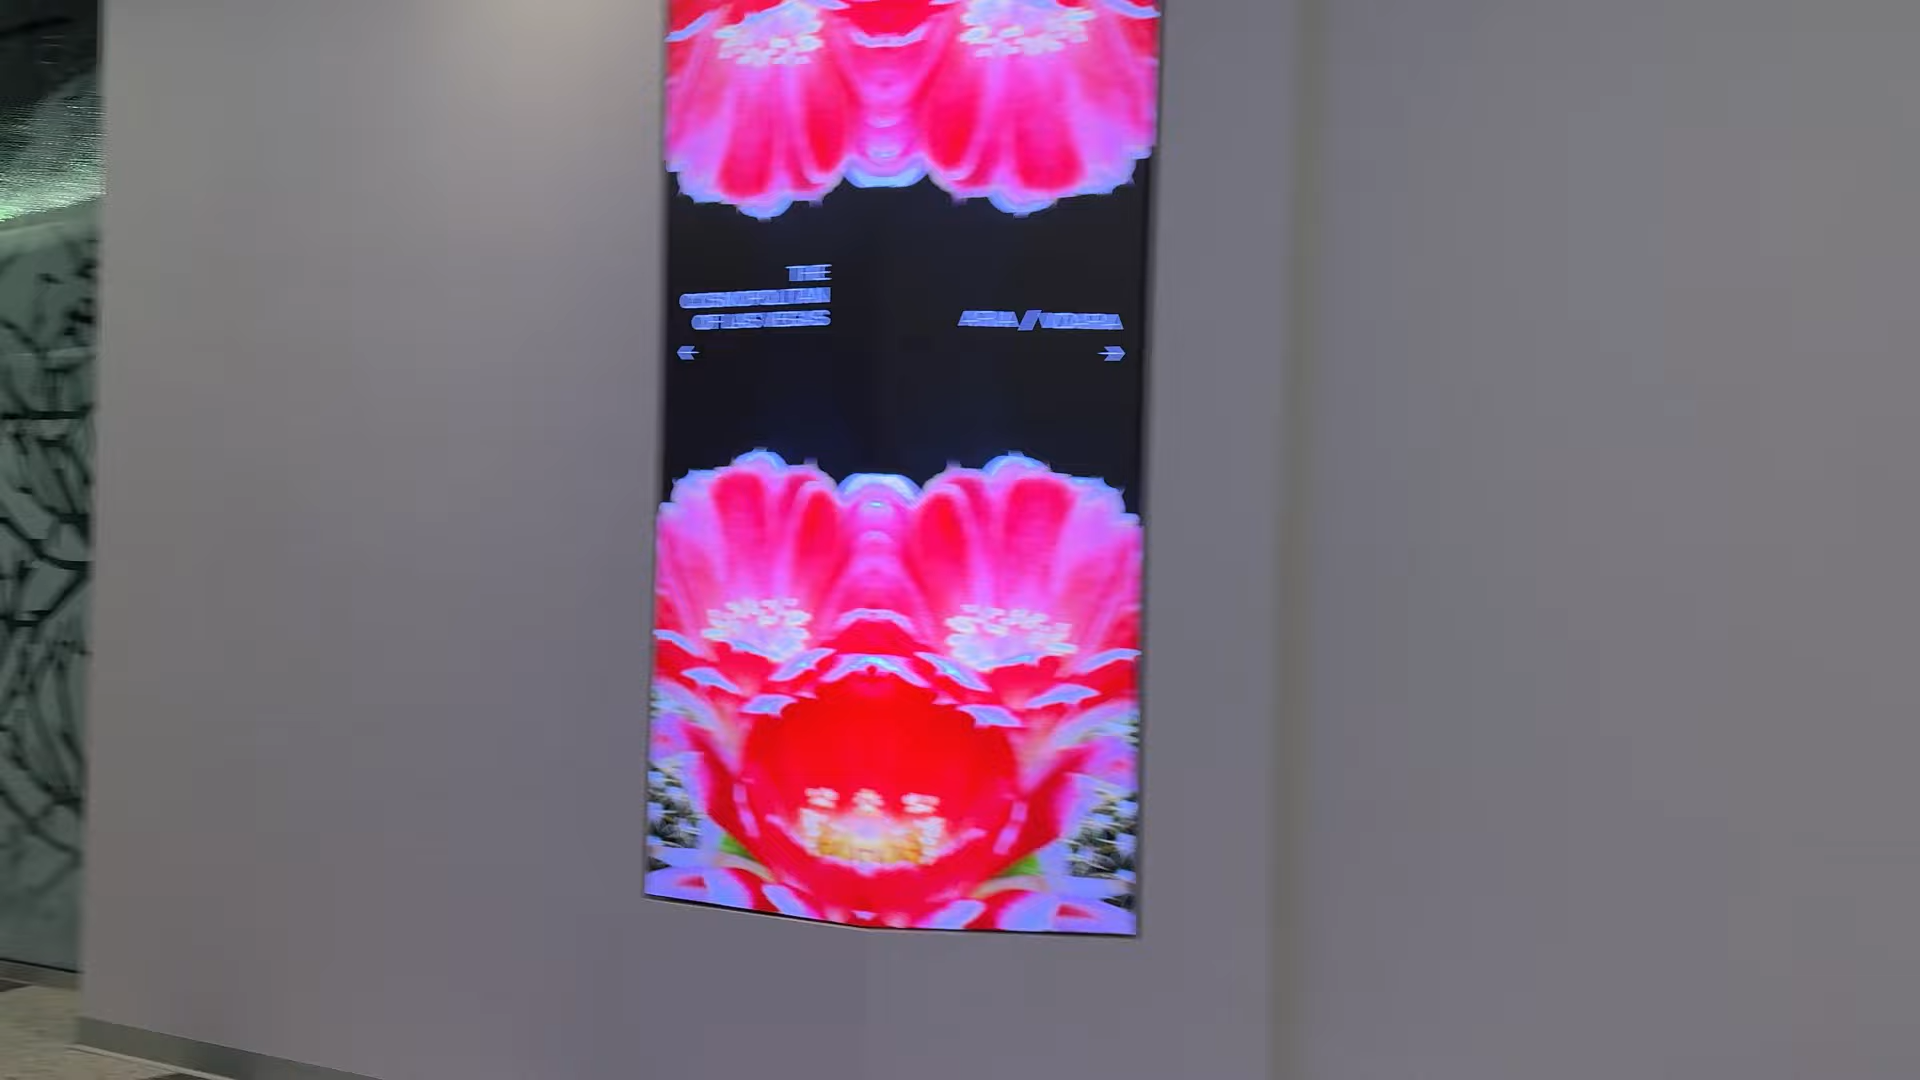 THE
COSMOPOLITAN
OF LAS VEGAS
←
ARIA/VDARA
→